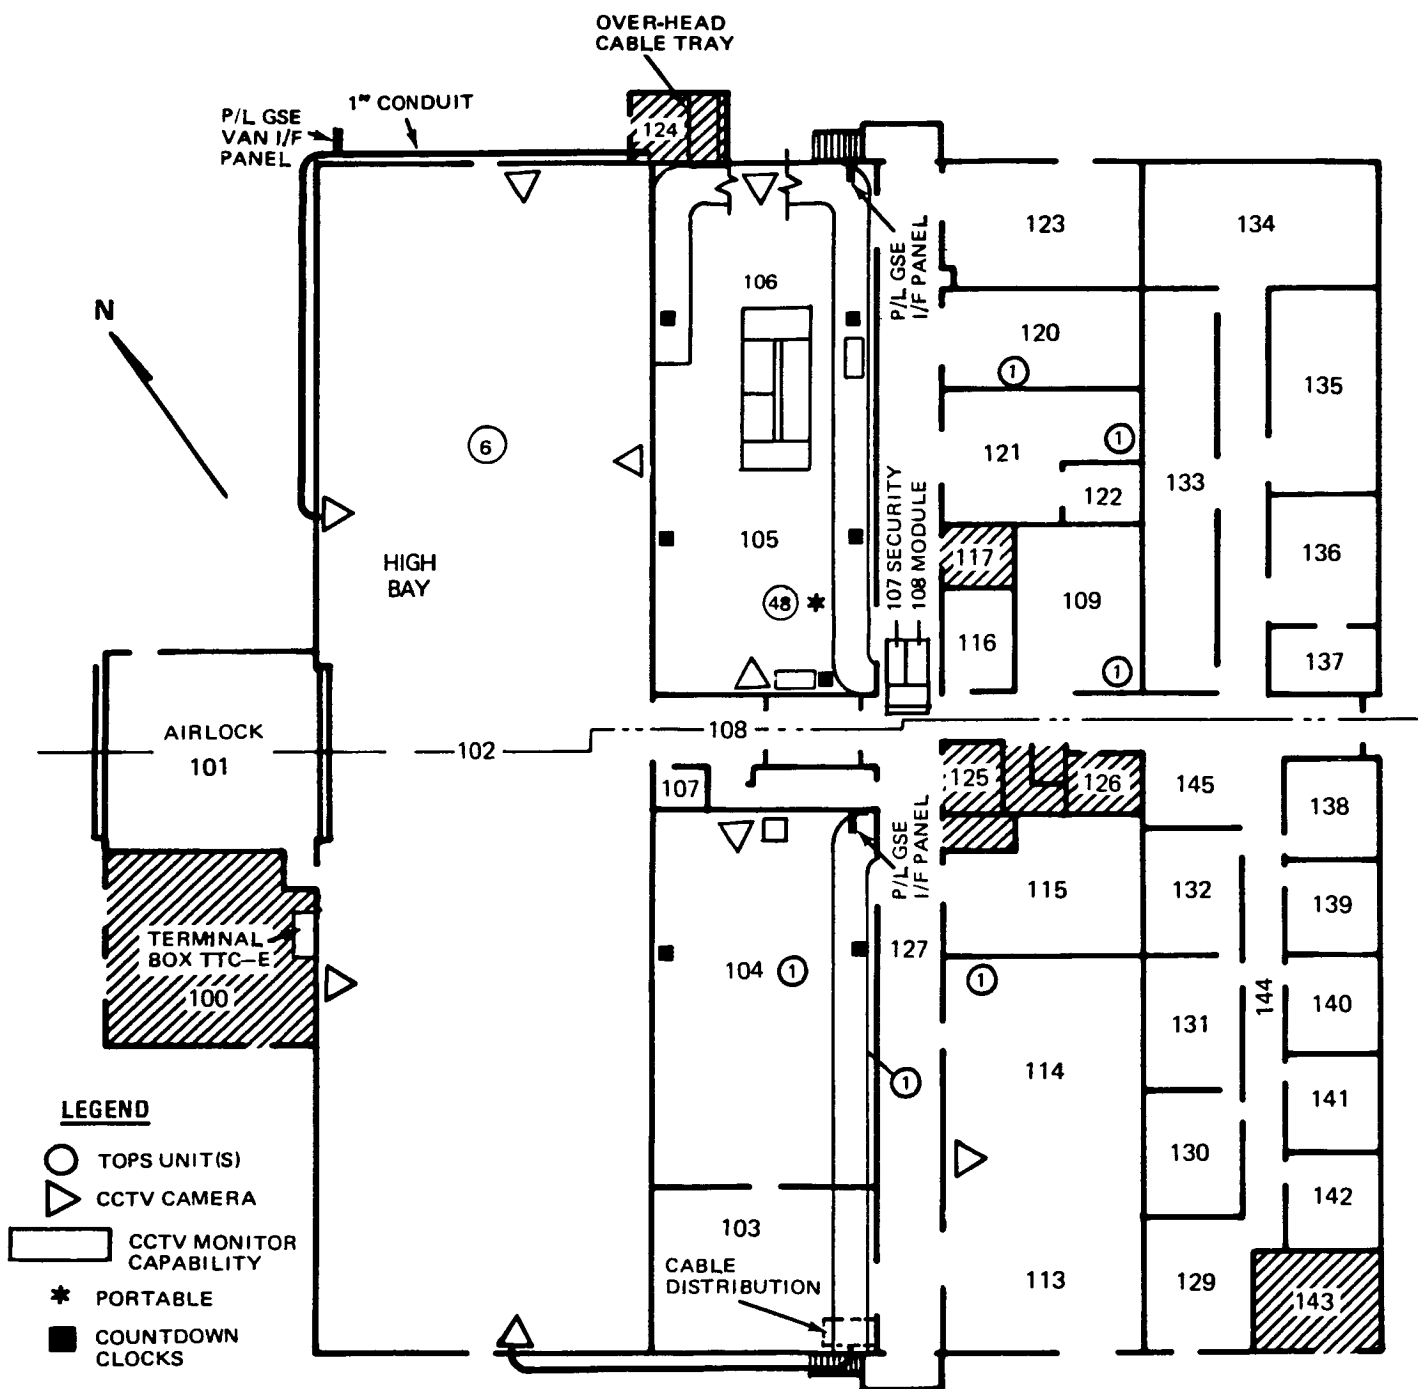 OVER-HEAD
CABLE TRAY
1" CONDUIT
P/L GSE
VAN I/F
PANEL
124
N
106
P/L GSE
I/F PANEL
123
134
120
1
135
6
121
1
122
133
HIGH
BAY
105
48
*
107 SECURITY
108 MODULE
117
109
136
116
1
137
AIRLOCK
101
102
108
107
125
126
145
138
P/L GSE
I/F PANEL
115
132
139
TERMINAL
BOX TTC-E
100
104
1
127
1
144
140
131
114
1
141
130
142
103
CABLE
DISTRIBUTION
113
129
143
LEGEND
TOPS UNIT(S)
CCTV CAMERA
CCTV MONITOR
CAPABILITY
* PORTABLE
COUNTDOWN
CLOCKS